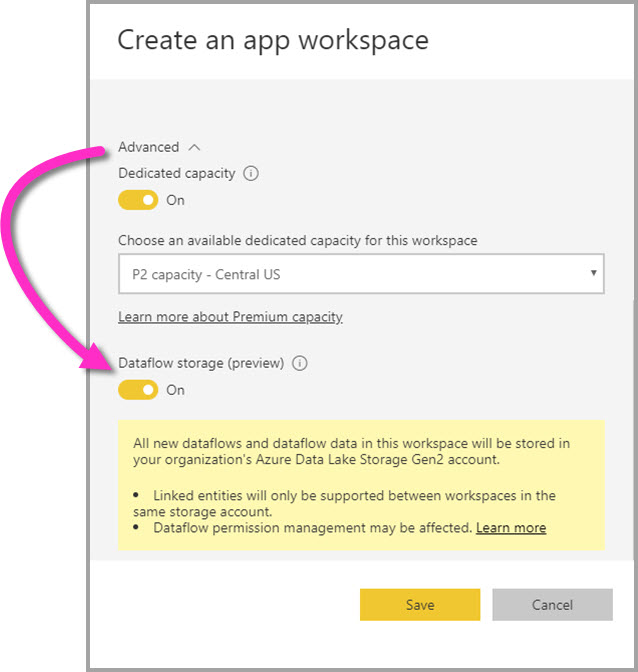 Create an app workspace
Advanced
Dedicated capacity
On
Choose an available dedicated capacity for this workspace
P2 capacity - Central US
Learn more about Premium capacity
Dataflow storage (preview)
On
All new dataflows and dataflow data in this workspace will be stored in
your organization's Azure Data Lake Storage Gen2 account.
• Linked entities will only be supported between workspaces in the
same storage account.
• Dataflow permission management may be affected. Learn more
Save Cancel